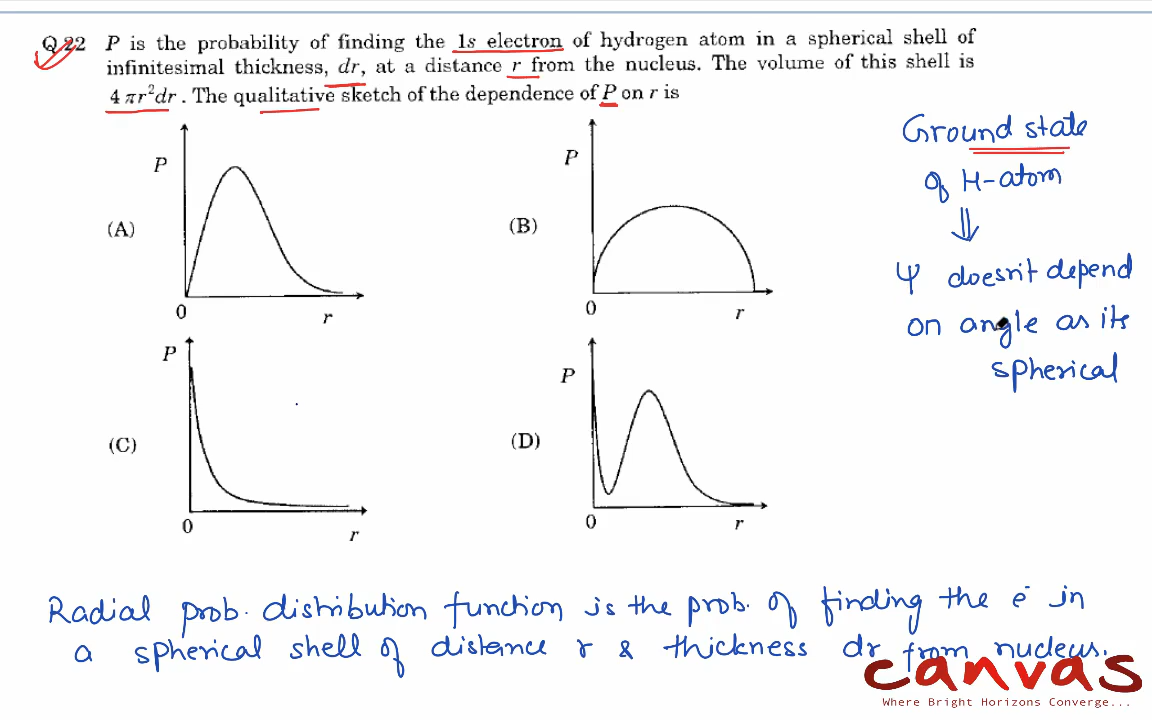 Q.22 P is the probability of finding the 1s electron of hydrogen atom in a spherical shell of
infinitesimal thickness, dr, at a distance r from the nucleus. The volume of this shell is
4 πr²dr. The qualitative sketch of the dependence of P on r is
P
(A)
0
r
P
(B)
0
r
P
(C)
0
r
P
(D)
0
r
Ground state
of H-atom
⇓
Ψ doesn't depend
on angle as its
spherical
Radial prob. distribution function is the prob. of finding the e⁻ in
a spherical shell of distance r & thickness dr from nucleus.
canvas
Where Bright Horizons Converge...